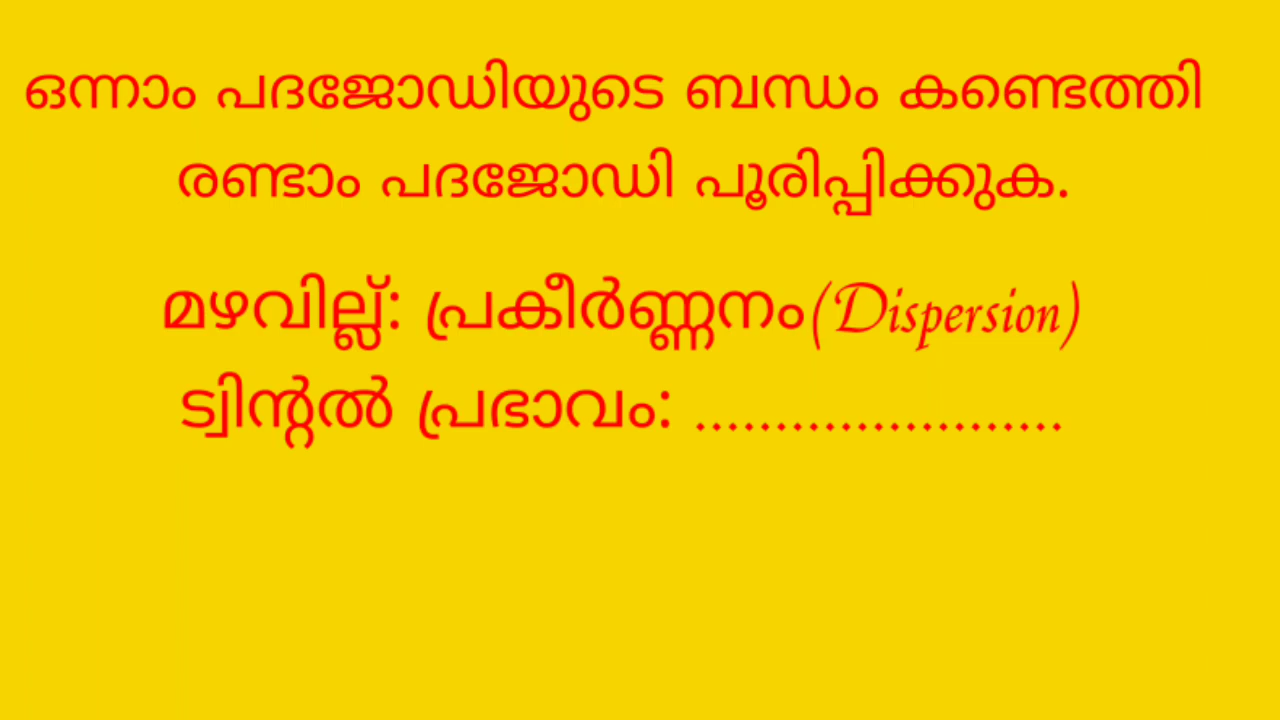 ഒന്നാം പദജോഡിയുടെ ബന്ധം കണ്ടെത്തി
രണ്ടാം പദജോഡി പൂരിപ്പിക്കുക.
മഴവില്ല്: പ്രകീർണ്ണനം(Dispersion)
ട്വിന്റൽ പ്രഭാവം: .......................